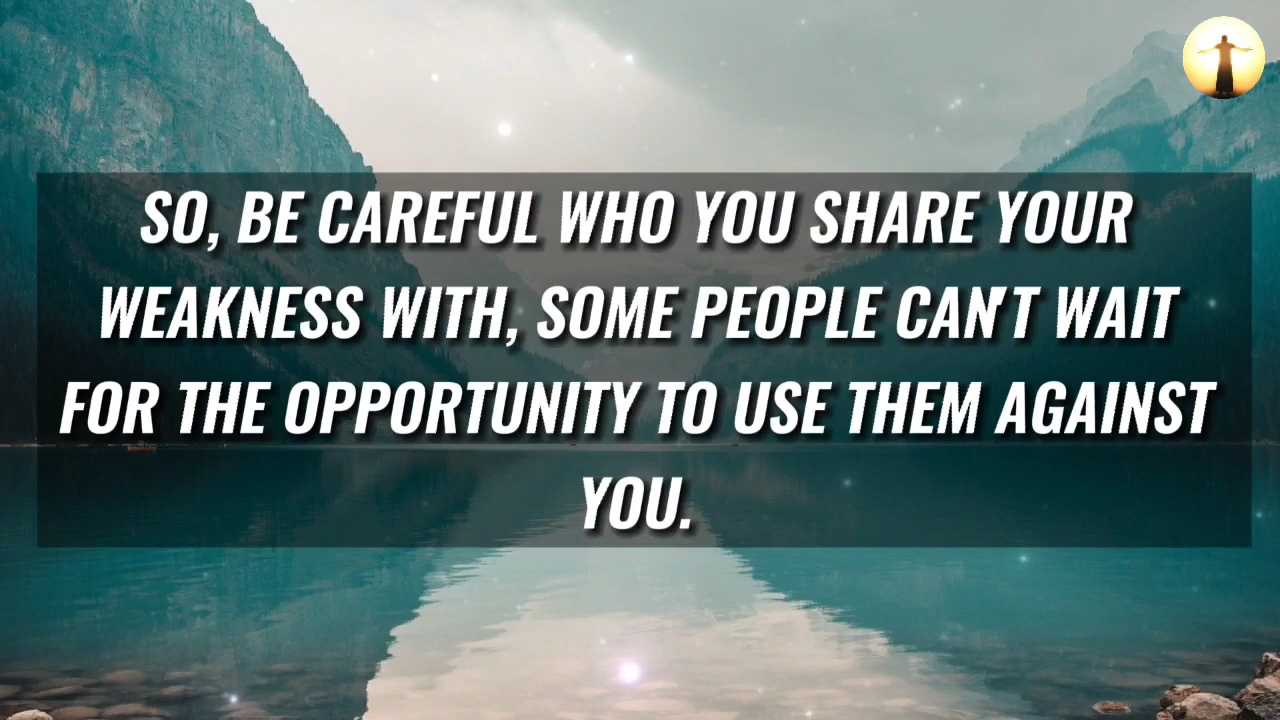 SO, BE CAREFUL WHO YOU SHARE YOUR
WEAKNESS WITH, SOME PEOPLE CAN'T WAIT
FOR THE OPPORTUNITY TO USE THEM AGAINST
YOU.